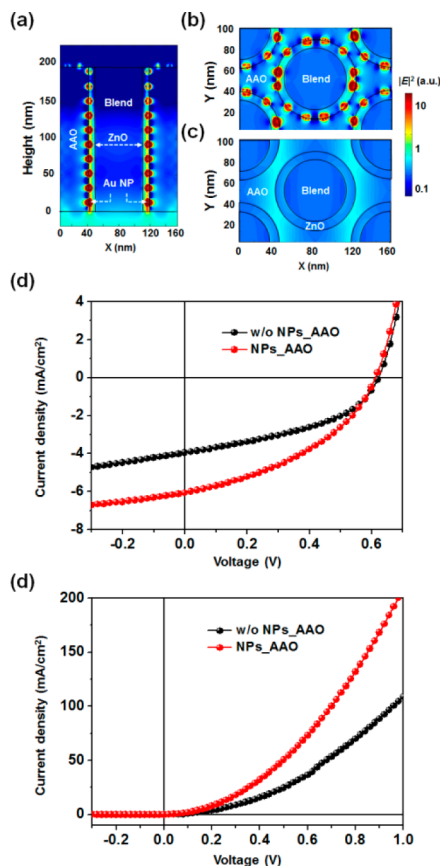 (a)
200
150
100
50
0
Height(nm)
AAO
Blend
ZnO
Au NP
0 40 80 120 160
X (nm)
(b)
100
80
60
40
20
0
Y (nm)
AAO
Blend
(c)
100
80
60
40
20
0
Y (nm)
AAO
Blend
ZnO
0 40 80 120 160
X (nm)
|E|² (a.u.)
10
1
0.1
(d)
4
2
0
-2
-4
-6
-8
Current density (mA/cm²)
w/o NPs_AAO
NPs_AAO
-0.2 0.0 0.2 0.4 0.6
Voltage (V)
(d)
200
150
100
50
0
Current density (mA/cm²)
w/o NPs_AAO
NPs_AAO
-0.2 0.0 0.2 0.4 0.6 0.8 1.0
Voltage (V)